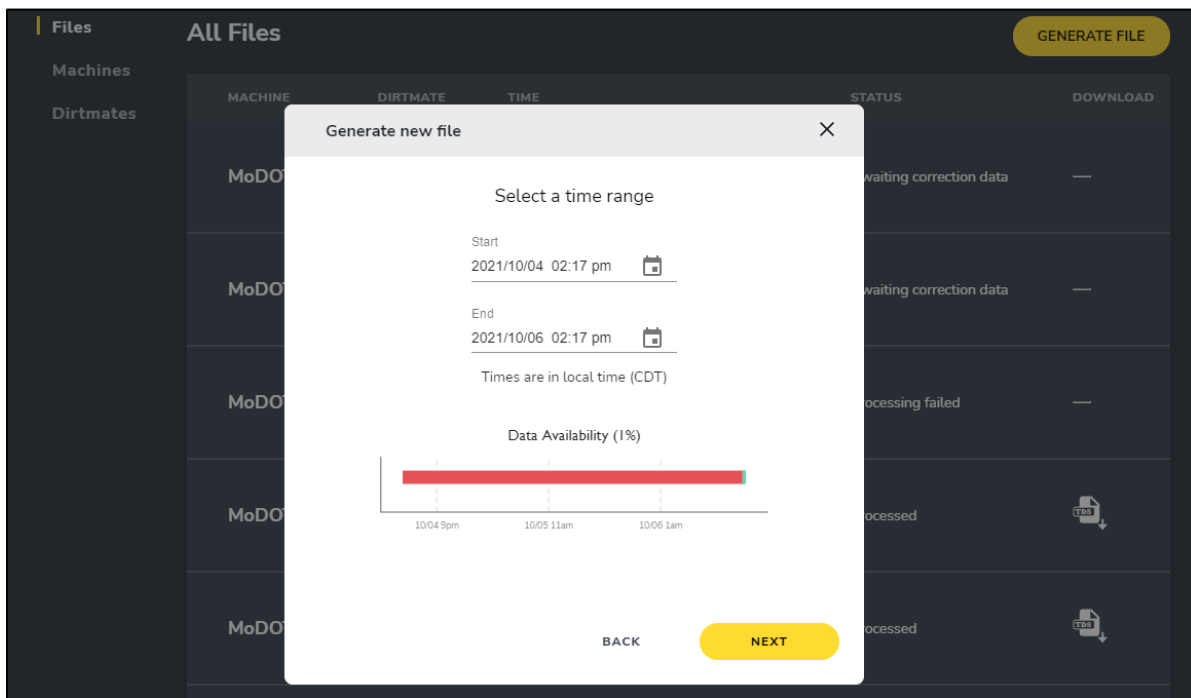 Files
All Files
GENERATE FILE
Machines
Dirtmates
MACHINE DIRTMATE TIME STATUS DOWNLOAD
Generate new file
MoDO waiting correction data —
Select a time range
Start
2021/10/04 02:17 pm
MoDO waiting correction data —
End
2021/10/06 02:17 pm
Times are in local time (CDT)
MoDO ocessing failed —
Data Availability (1%)
10/04 9pm 10/05 11am 10/06 1am
MoDO ocessed TDS
MoDO ocessed TDS
BACK NEXT